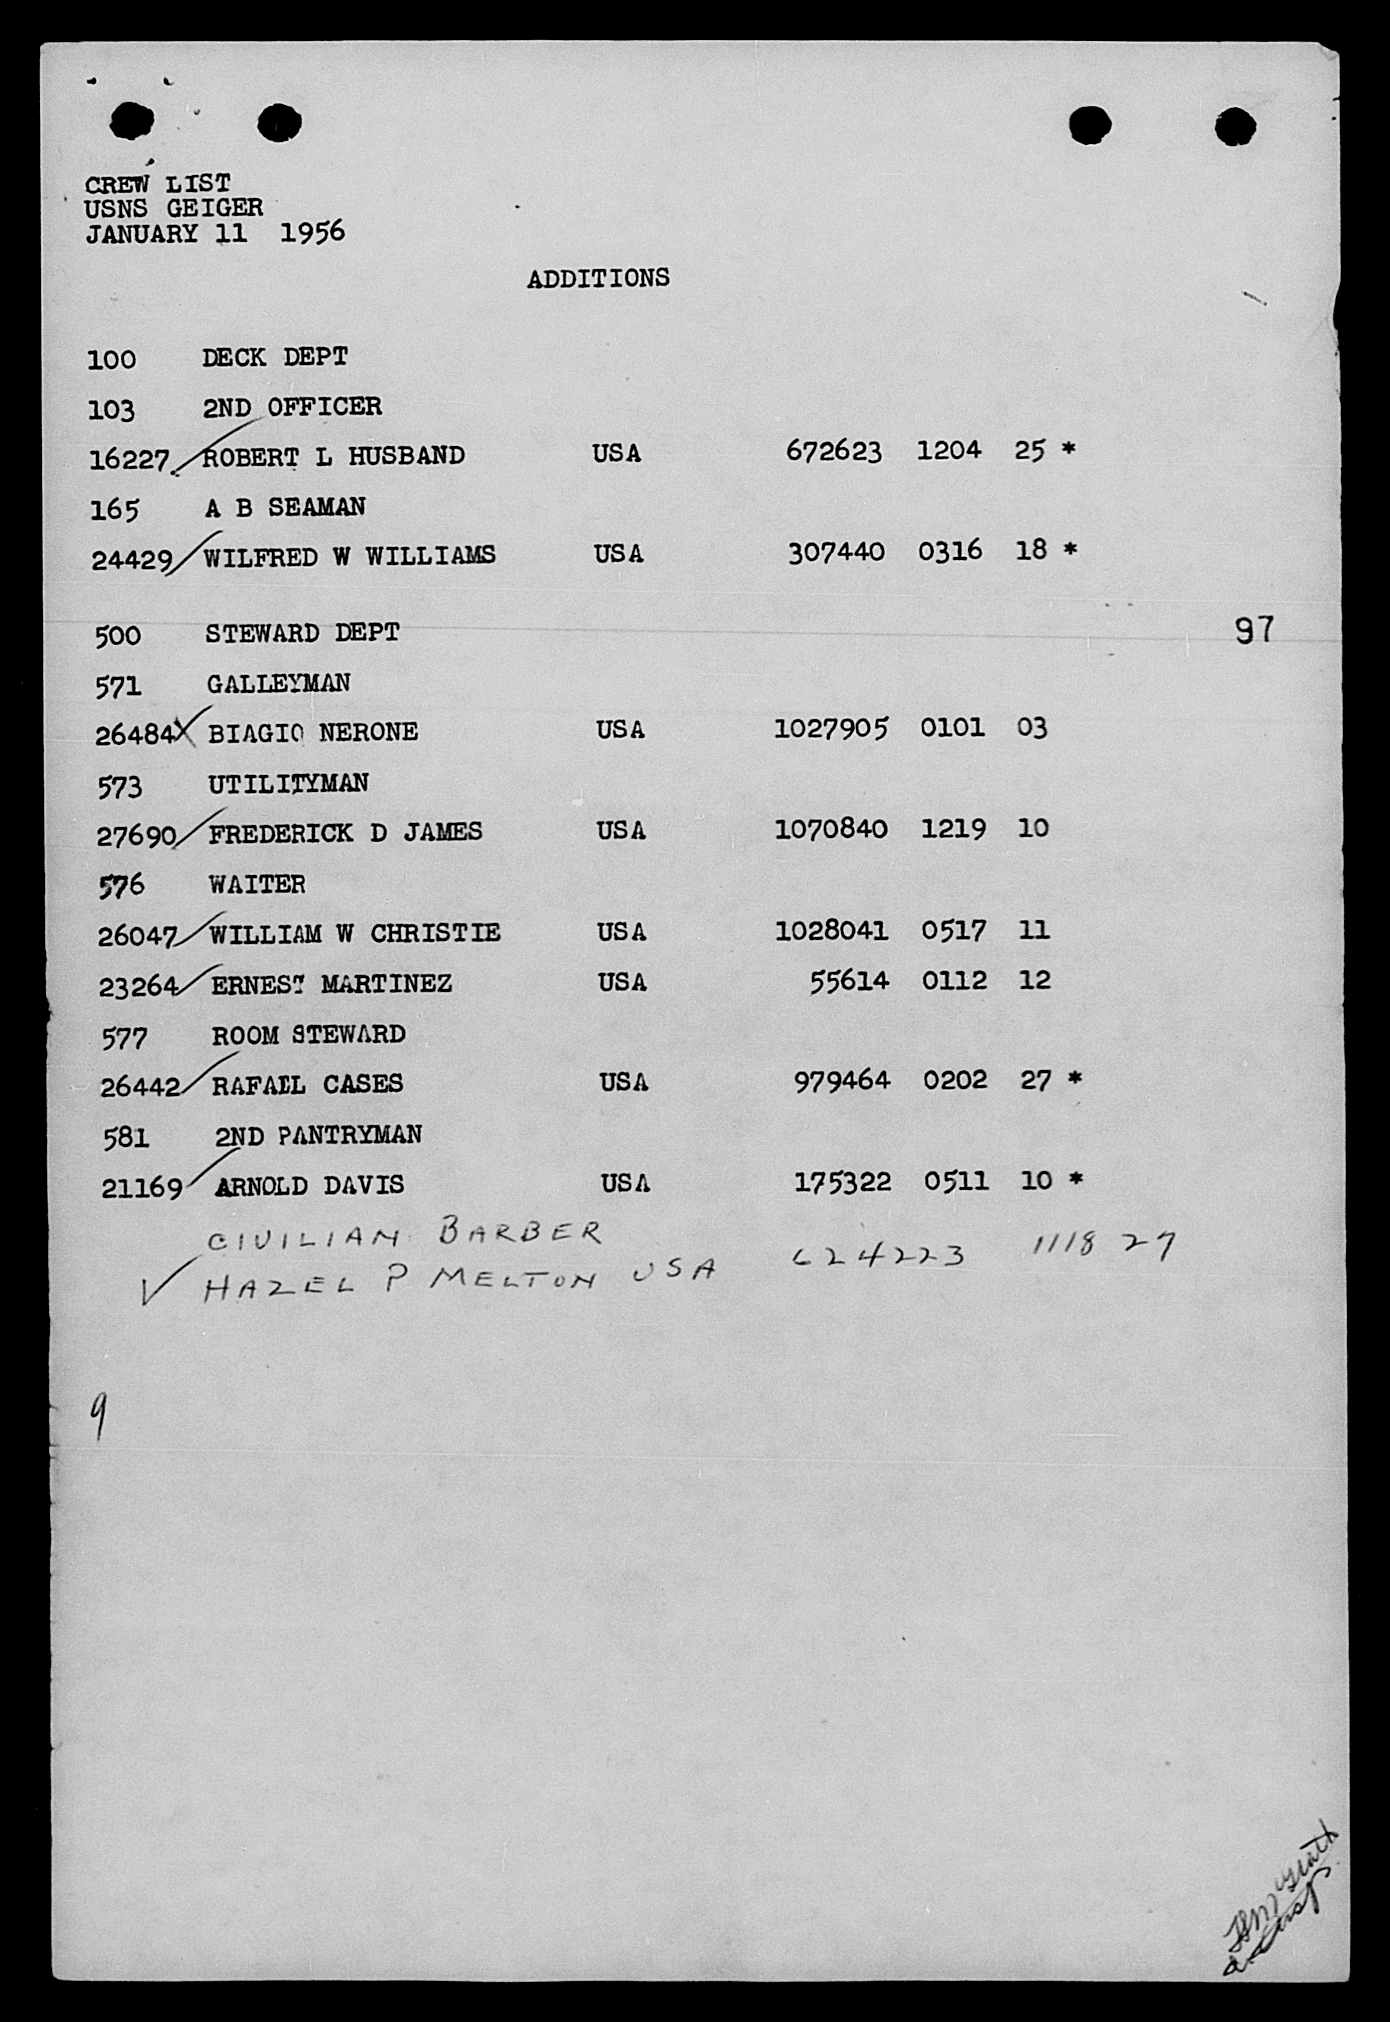 CREW LIST
USNS GEIGER
JANUARY 11 1956
ADDITIONS
100 DECK DEPT
103 2ND OFFICER
16227 ROBERT L HUSBAND USA 672623 1204 25 *
165 A B SEAMAN
24429 WILFRED W WILLIAMS USA 307440 0316 18 *
500 STEWARD DEPT 97
571 GALLEYMAN
26484 BIAGIO NERONE USA 1027905 0101 03
573 UTILITYMAN
27690 FREDERICK D JAMES USA 1070840 1219 10
576 WAITER
26047 WILLIAM W CHRISTIE USA 1028041 0517 11
23264 ERNEST MARTINEZ USA 55614 0112 12
577 ROOM STEWARD
26442 RAFAEL CASES USA 979464 0202 27 *
581 2ND PANTRYMAN
21169 ARNOLD DAVIS USA 175322 0511 10 *
CIVILIAN BARBER
HAZEL P MELTON USA 624223 1118 27
9